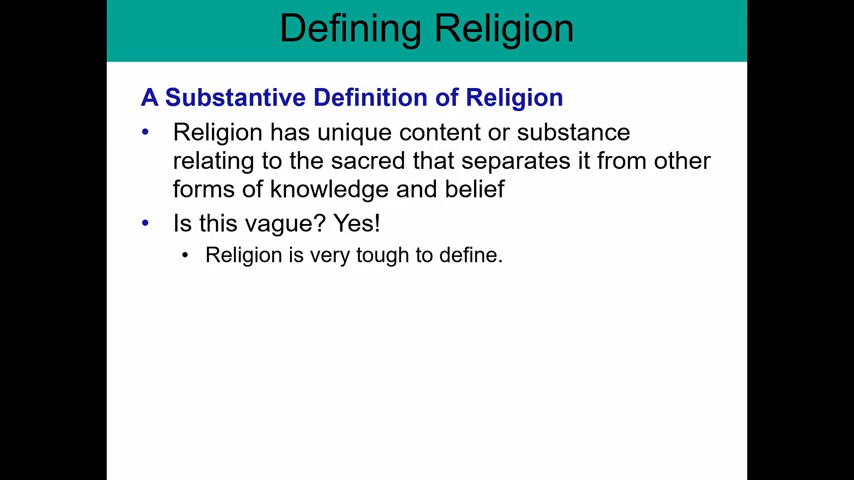 Defining Religion
A Substantive Definition of Religion
• Religion has unique content or substance
relating to the sacred that separates it from other
forms of knowledge and belief
• Is this vague? Yes!
• Religion is very tough to define.